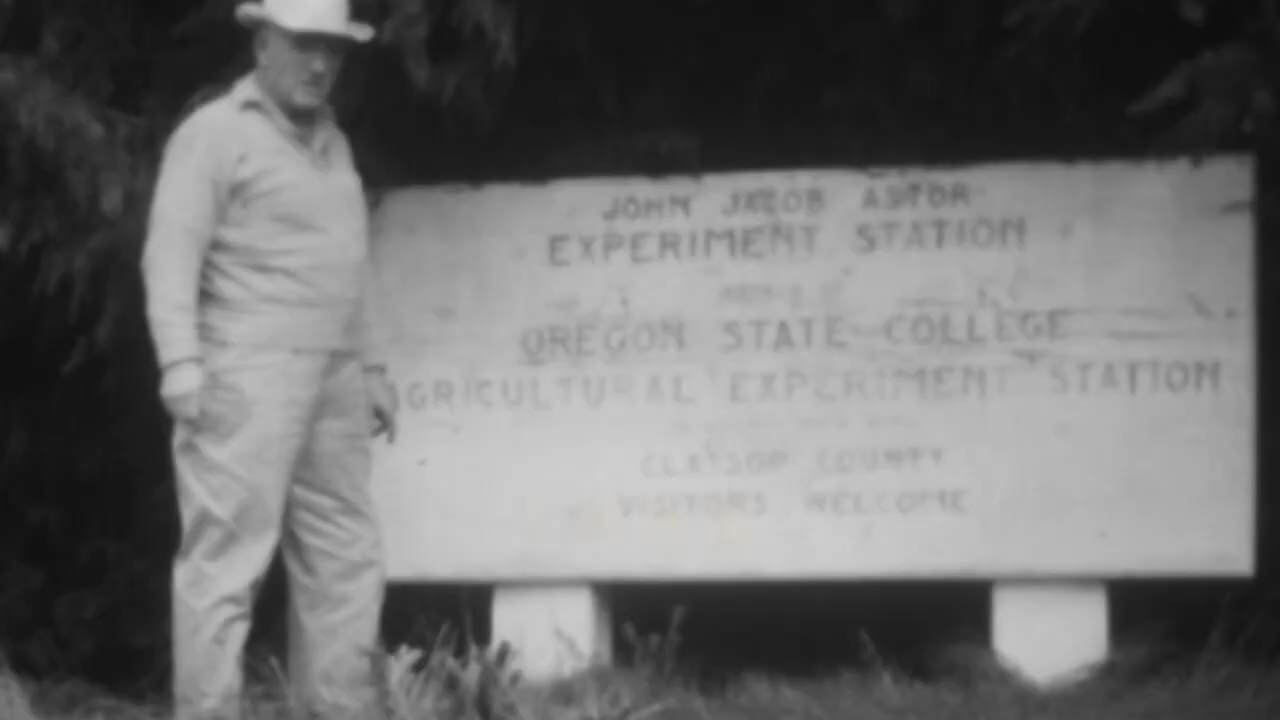 JOHN JACOB ASTOR
EXPERIMENT STATION
OREGON STATE COLLEGE
AGRICULTURAL EXPERIMENT STATION
CLATSOP COUNTY
VISITORS WELCOME